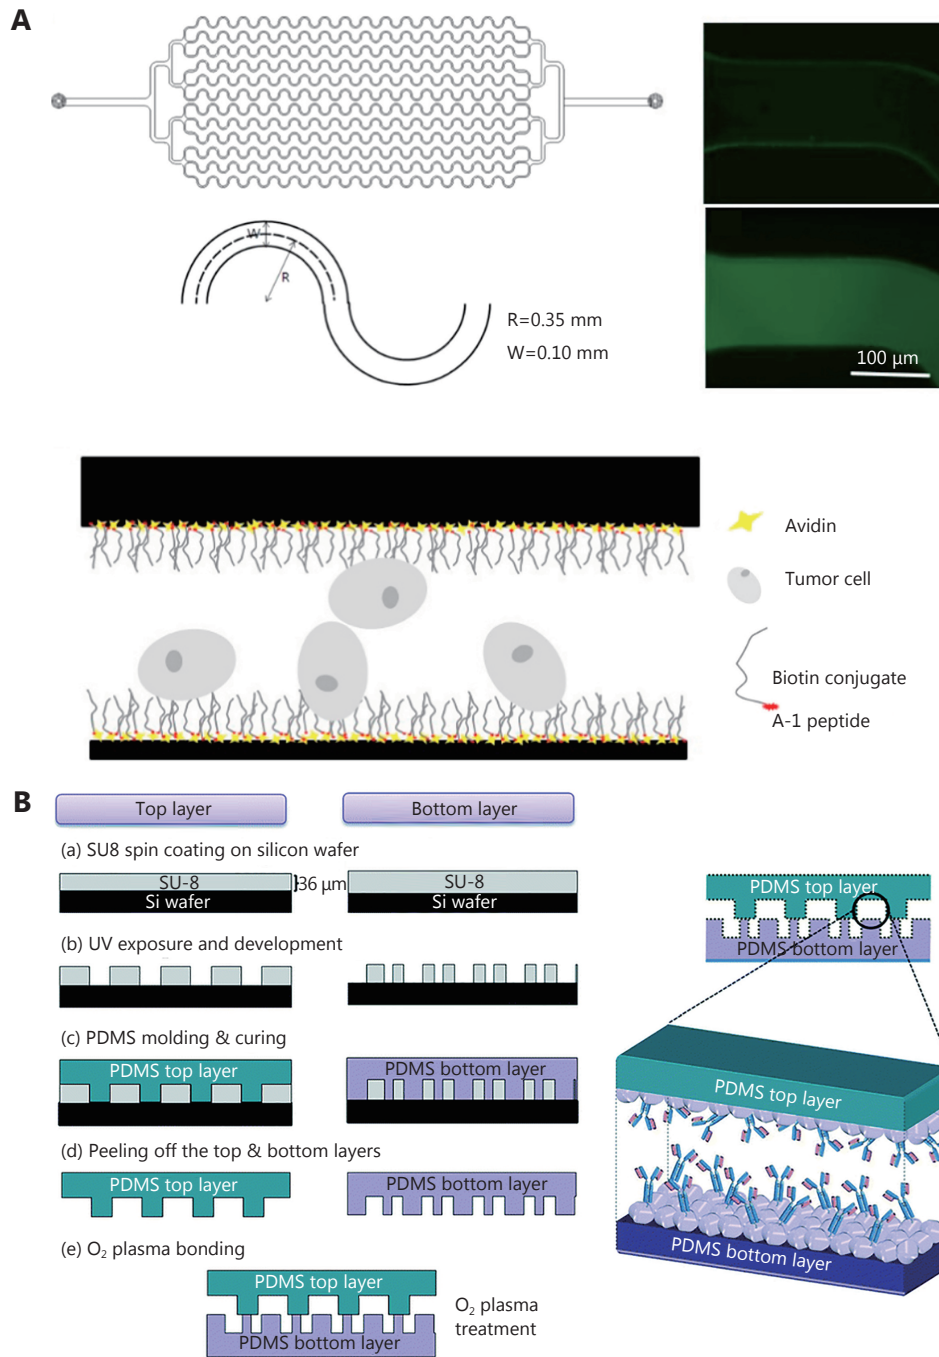 A
W
R
R=0.35 mm
W=0.10 mm
100 µm
Avidin
Tumor cell
Biotin conjugate
A-1 peptide
B
Top layer
Bottom layer
(a) SU8 spin coating on silicon wafer
SU-8
36 µm
SU-8
Si wafer
Si wafer
(b) UV exposure and development
(c) PDMS molding & curing
PDMS top layer
PDMS bottom layer
(d) Peeling off the top & bottom layers
PDMS top layer
PDMS bottom layer
(e) O₂ plasma bonding
PDMS top layer
PDMS bottom layer
O₂ plasma
treatment
PDMS top layer
PDMS bottom layer
PDMS top layer
PDMS bottom layer